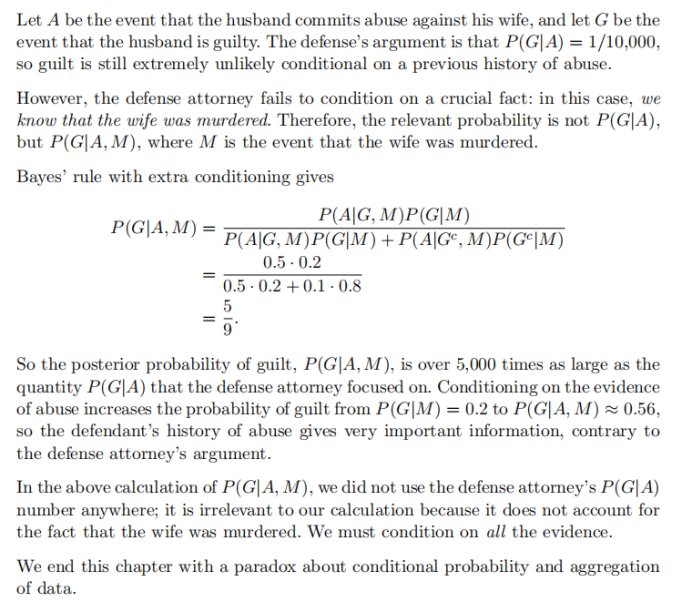 Let A be the event that the husband commits abuse against his wife, and let G be the
event that the husband is guilty. The defense's argument is that P(G|A) = 1/10,000,
so guilt is still extremely unlikely conditional on a previous history of abuse.
However, the defense attorney fails to condition on a crucial fact: in this case, we
know that the wife was murdered. Therefore, the relevant probability is not P(G|A),
but P(G|A, M), where M is the event that the wife was murdered.
Bayes' rule with extra conditioning gives
P(G|A, M) = P(A|G, M)P(G|M) / P(A|G, M)P(G|M) + P(A|Gᶜ, M)P(Gᶜ|M)
= 0.5 · 0.2 / 0.5 · 0.2 + 0.1 · 0.8
= 5 / 9 .
So the posterior probability of guilt, P(G|A, M), is over 5,000 times as large as the
quantity P(G|A) that the defense attorney focused on. Conditioning on the evidence
of abuse increases the probability of guilt from P(G|M) = 0.2 to P(G|A, M) ≈ 0.56,
so the defendant's history of abuse gives very important information, contrary to
the defense attorney's argument.
In the above calculation of P(G|A, M), we did not use the defense attorney's P(G|A)
number anywhere; it is irrelevant to our calculation because it does not account for
the fact that the wife was murdered. We must condition on all the evidence.
We end this chapter with a paradox about conditional probability and aggregation
of data.